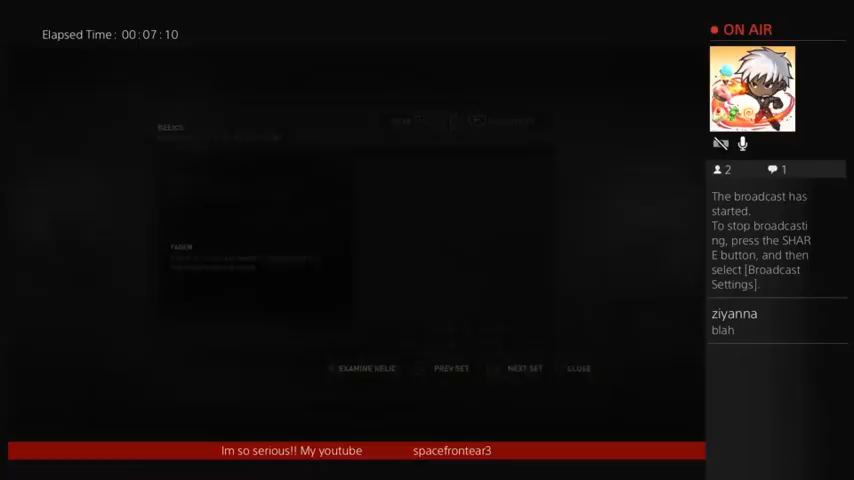 Elapsed Time: 00:07:10
ON AIR
2
1
The broadcast has
started.
To stop broadcasti
ng, press the SHAR
E button, and then
select [Broadcast
Settings].
ziyanna
blah
RELICS
EXAMINE RELIC
PREV SET
NEXT SET
CLOSE
Im so serious!! My youtube spacefrontear3